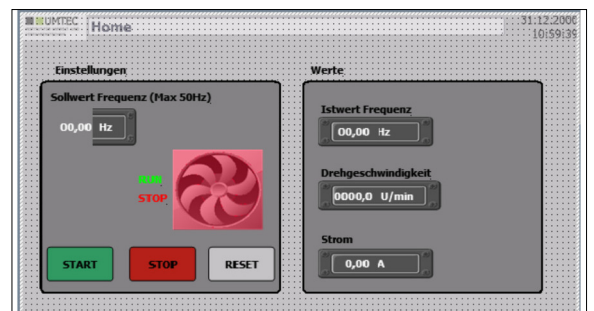 UMTEC
Home
31.12.200
10:59:39
Einstellungen
Sollwert Frequenz (Max 50Hz)
00,00 Hz
RUN
STOP
START
STOP
RESET
Werte
Istwert Frequenz
00,00 Hz
Drehgeschwindigkeit
0000,0 U/min
Strom
0,00 A